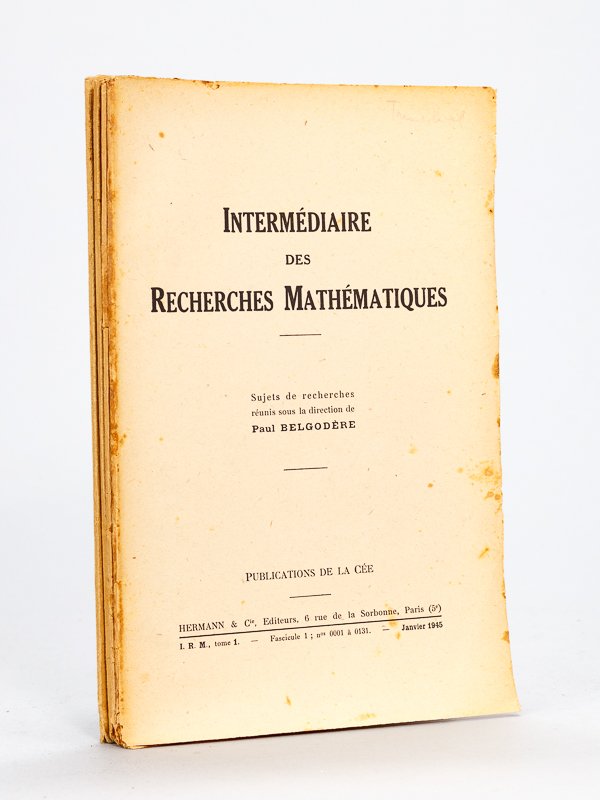 INTERMÉDIAIRE
DES
RECHERCHES MATHÉMATIQUES
Sujets de recherches
réunis sous la direction de
Paul BELGODÈRE
PUBLICATIONS DE LA CÉE
HERMANN & Cie, Editeurs. 6 rue de la Sorbonne, Paris (5e)
I. R. M., tome 1. — Fascicule 1 ; nos 0001 à 0131. — Janvier 1945